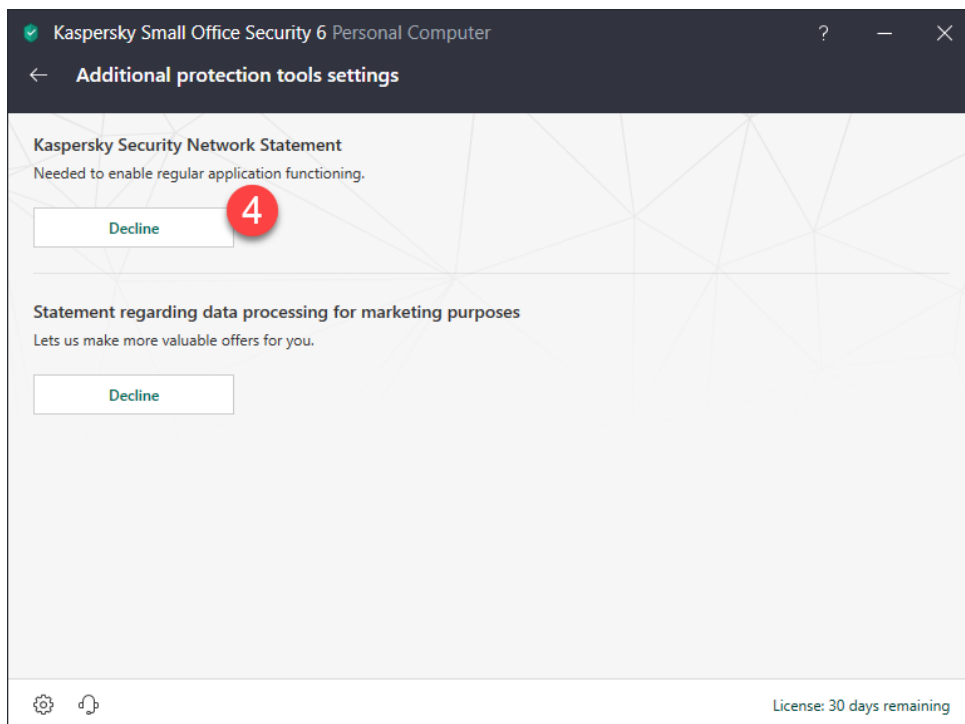 Kaspersky Small Office Security 6 Personal Computer ?
Additional protection tools settings
Kaspersky Security Network Statement
Needed to enable regular application functioning.
Decline
4
Statement regarding data processing for marketing purposes
Lets us make more valuable offers for you.
Decline
License: 30 days remaining